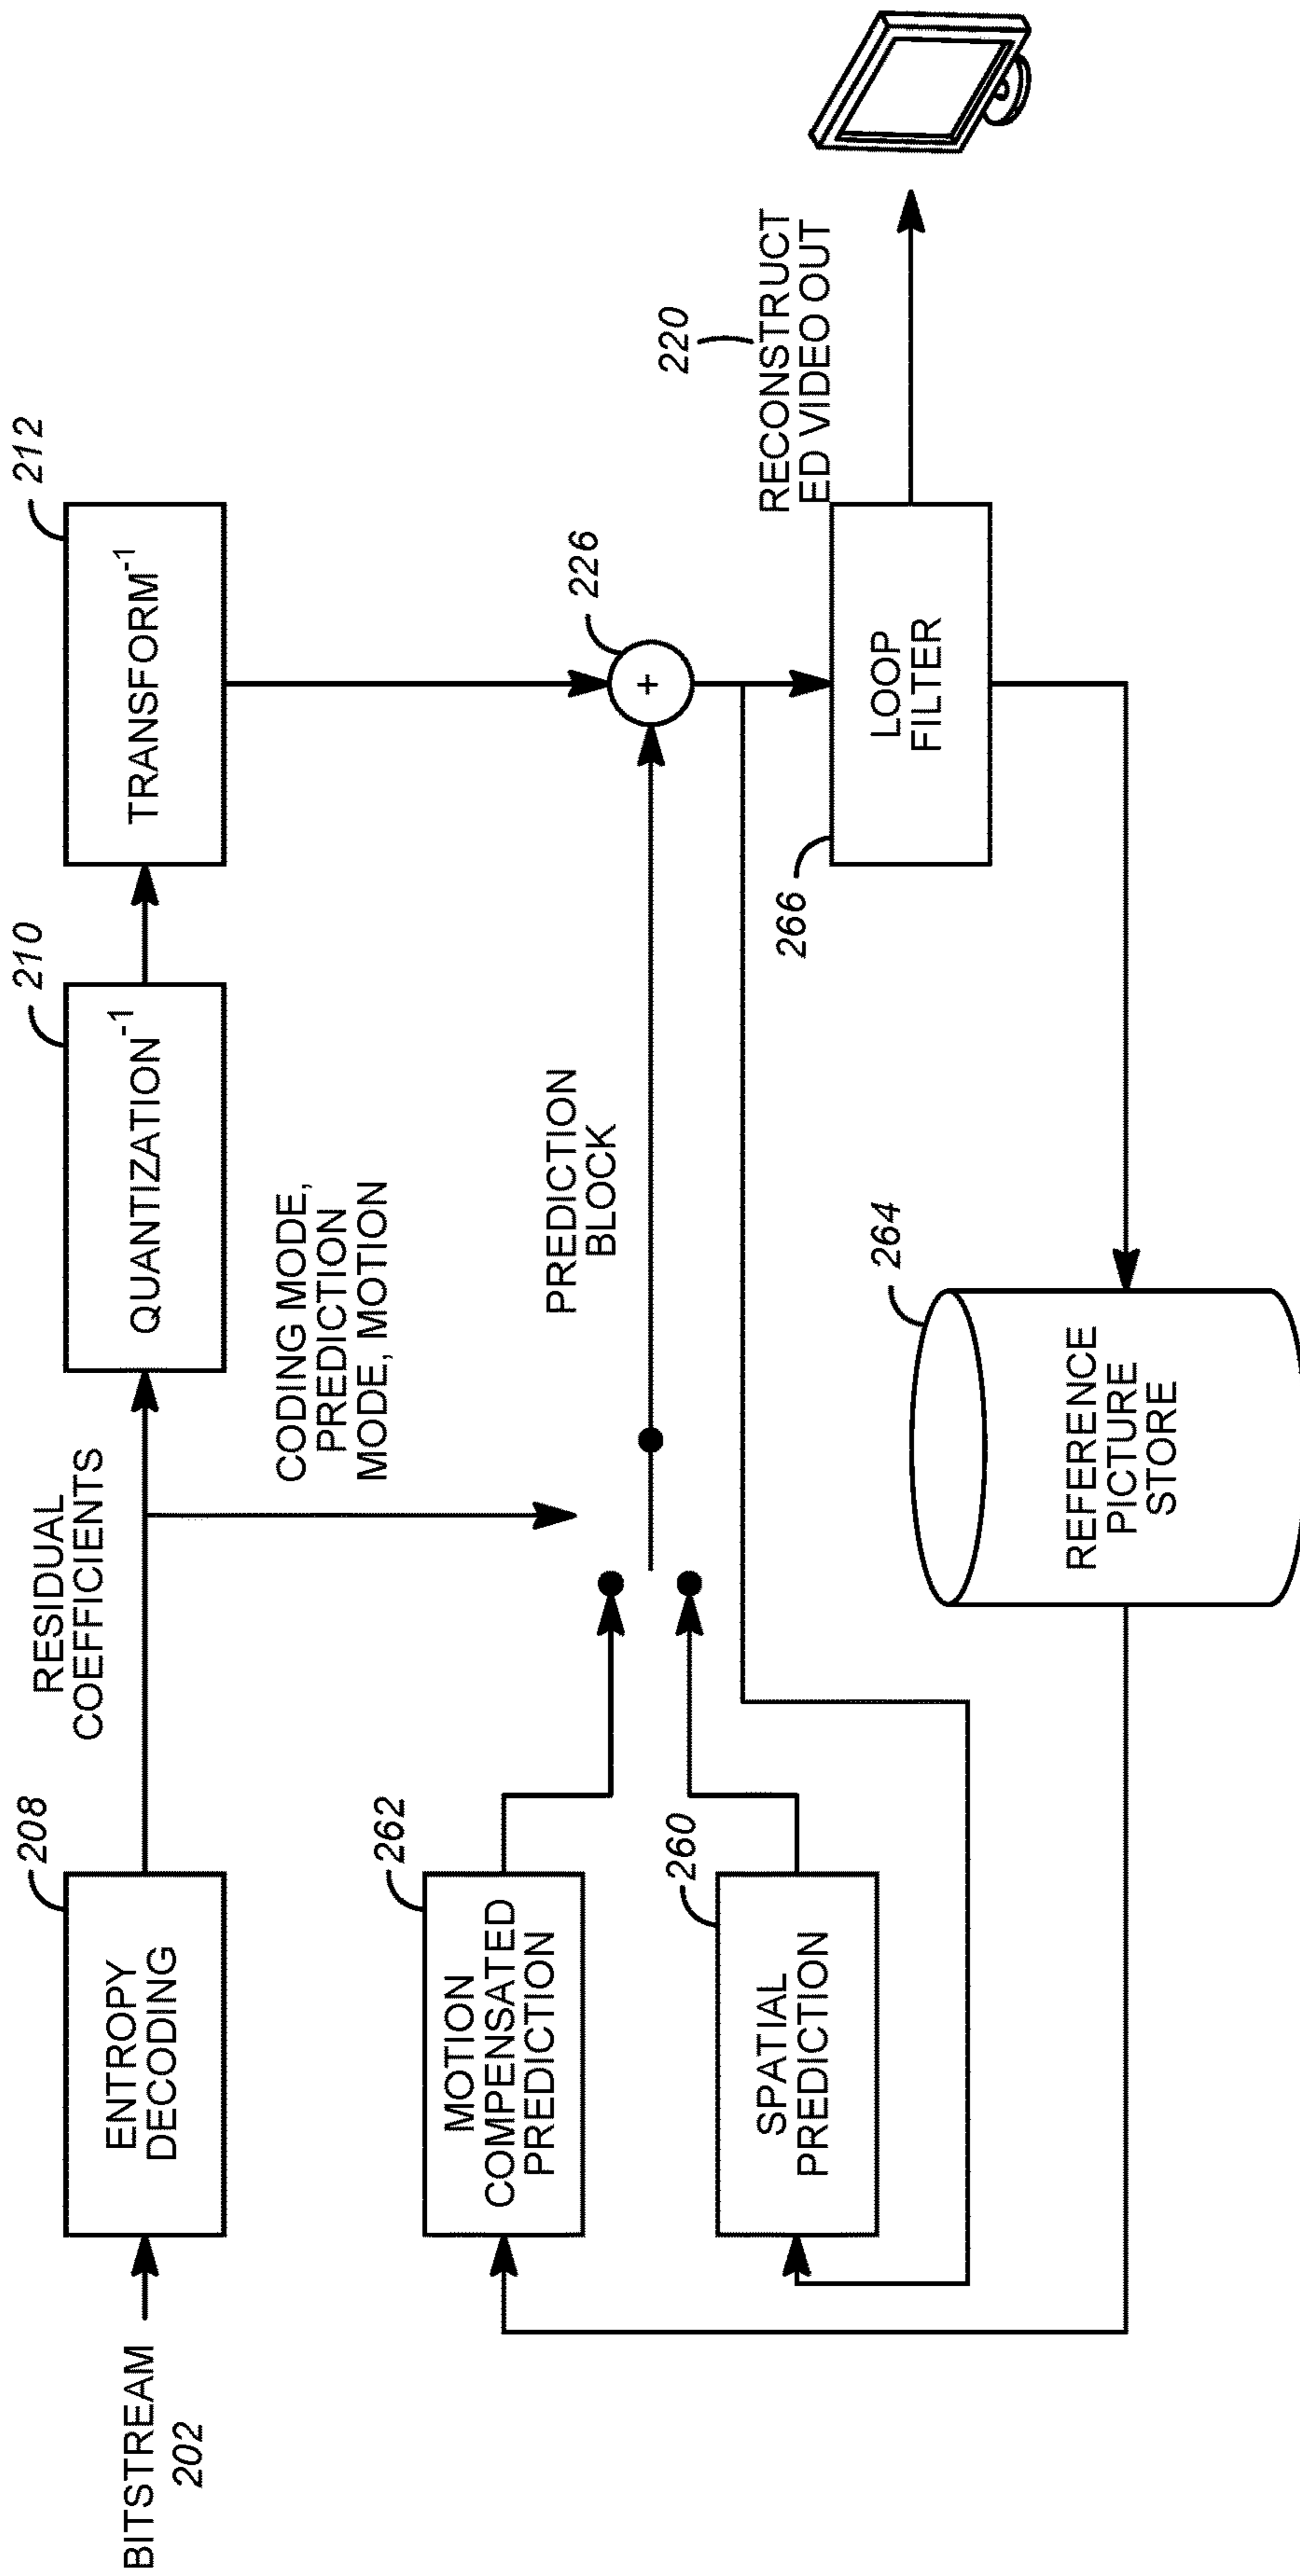 BITSTREAM
202
208
ENTROPY
DECODING
RESIDUAL
COEFFICIENTS
210
QUANTIZATION-1
212
TRANSFORM-1
CODING MODE,
PREDICTION
MODE, MOTION
262
MOTION
COMPENSATED
PREDICTION
260
SPATIAL
PREDICTION
PREDICTION
BLOCK
226
+
220
RECONSTRUCT
ED VIDEO OUT
266
LOOP
FILTER
264
REFERENCE
PICTURE
STORE